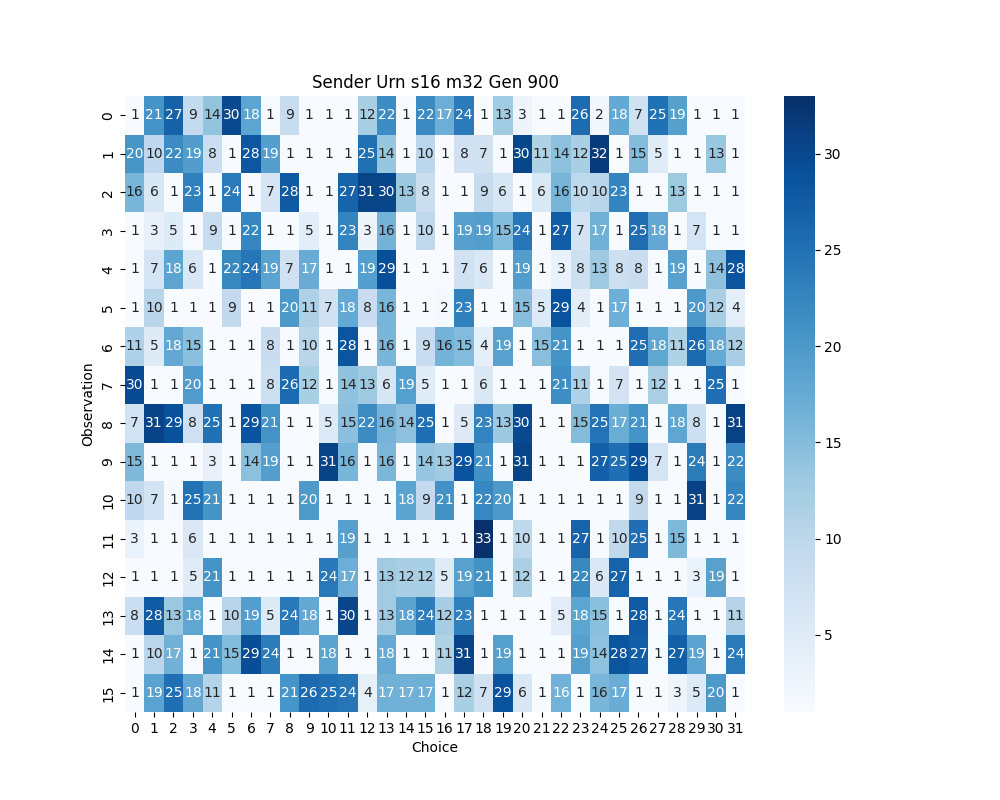 Sender Urn s16 m32 Gen 900
0 1 21 27 9 14 30 18 1 9 1 1 1 12 22 1 22 17 24 1 13 3 1 1 26 2 18 7 25 19 1 1 1
1 20 10 22 19 8 1 28 19 1 1 1 1 25 14 1 10 1 8 7 1 30 11 14 12 32 1 15 5 1 1 13 1
2 16 6 1 23 1 24 1 7 28 1 1 27 31 30 13 8 1 1 9 6 1 6 16 10 10 23 1 1 13 1 1 1
3 1 3 5 1 9 1 22 1 1 5 1 23 3 16 1 10 1 19 19 15 24 1 27 7 17 1 25 18 1 7 1 1
4 1 7 18 6 1 22 24 19 7 17 1 1 19 29 1 1 1 7 6 1 19 1 3 8 13 8 8 1 19 1 14 28
5 1 10 1 1 1 9 1 1 20 11 7 18 8 16 1 1 2 23 1 1 15 5 29 4 1 17 1 1 1 20 12 4
6 11 5 18 15 1 1 1 8 1 10 1 28 1 16 1 9 16 15 4 19 1 15 21 1 1 1 25 18 11 26 18 12
7 30 1 1 20 1 1 1 8 26 12 1 14 13 6 19 5 1 1 6 1 1 1 21 11 1 7 1 12 1 1 25 1
8 7 31 29 8 25 1 29 21 1 1 5 15 22 16 14 25 1 5 23 13 30 1 1 15 25 17 21 1 18 8 1 31
9 15 1 1 1 3 1 14 19 1 1 31 16 1 16 1 14 13 29 21 1 31 1 1 1 27 25 29 7 1 24 1 22
10 10 7 1 25 21 1 1 1 1 20 1 1 1 1 18 9 21 1 22 20 1 1 1 1 1 1 9 1 1 31 1 22
11 3 1 1 6 1 1 1 1 1 1 1 19 1 1 1 1 1 1 33 1 10 1 1 27 1 10 25 1 15 1 1 1
12 1 1 1 5 21 1 1 1 1 1 24 17 1 13 12 12 5 19 21 1 12 1 1 22 6 27 1 1 1 3 19 1
13 8 28 13 18 1 10 19 5 24 18 1 30 1 13 18 24 12 23 1 1 1 1 5 18 15 1 28 1 24 1 1 11
14 1 10 17 1 21 15 29 24 1 1 18 1 1 18 1 1 11 31 1 19 1 1 1 19 14 28 27 1 27 19 1 24
15 1 19 25 18 11 1 1 1 21 26 25 24 4 17 17 17 1 12 7 29 6 1 16 1 16 17 1 1 3 5 20 1
0 1 2 3 4 5 6 7 8 9 10 11 12 13 14 15 16 17 18 19 20 21 22 23 24 25 26 27 28 29 30 31
Choice
Observation
30
25
20
15
10
5